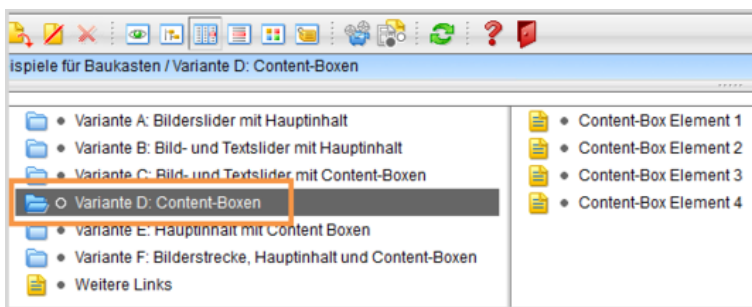 ispiele für Baukasten / Variante D: Content-Boxen
Variante A: Bilderslider mit Hauptinhalt
Variante B: Bild- und Textslider mit Hauptinhalt
Variante C: Bild- und Textslider mit Content-Boxen
Variante D: Content-Boxen
Variante E: Hauptinhalt mit Content Boxen
Variante F: Bilderstrecke, Hauptinhalt und Content-Boxen
Weitere Links
Content-Box Element 1
Content-Box Element 2
Content-Box Element 3
Content-Box Element 4